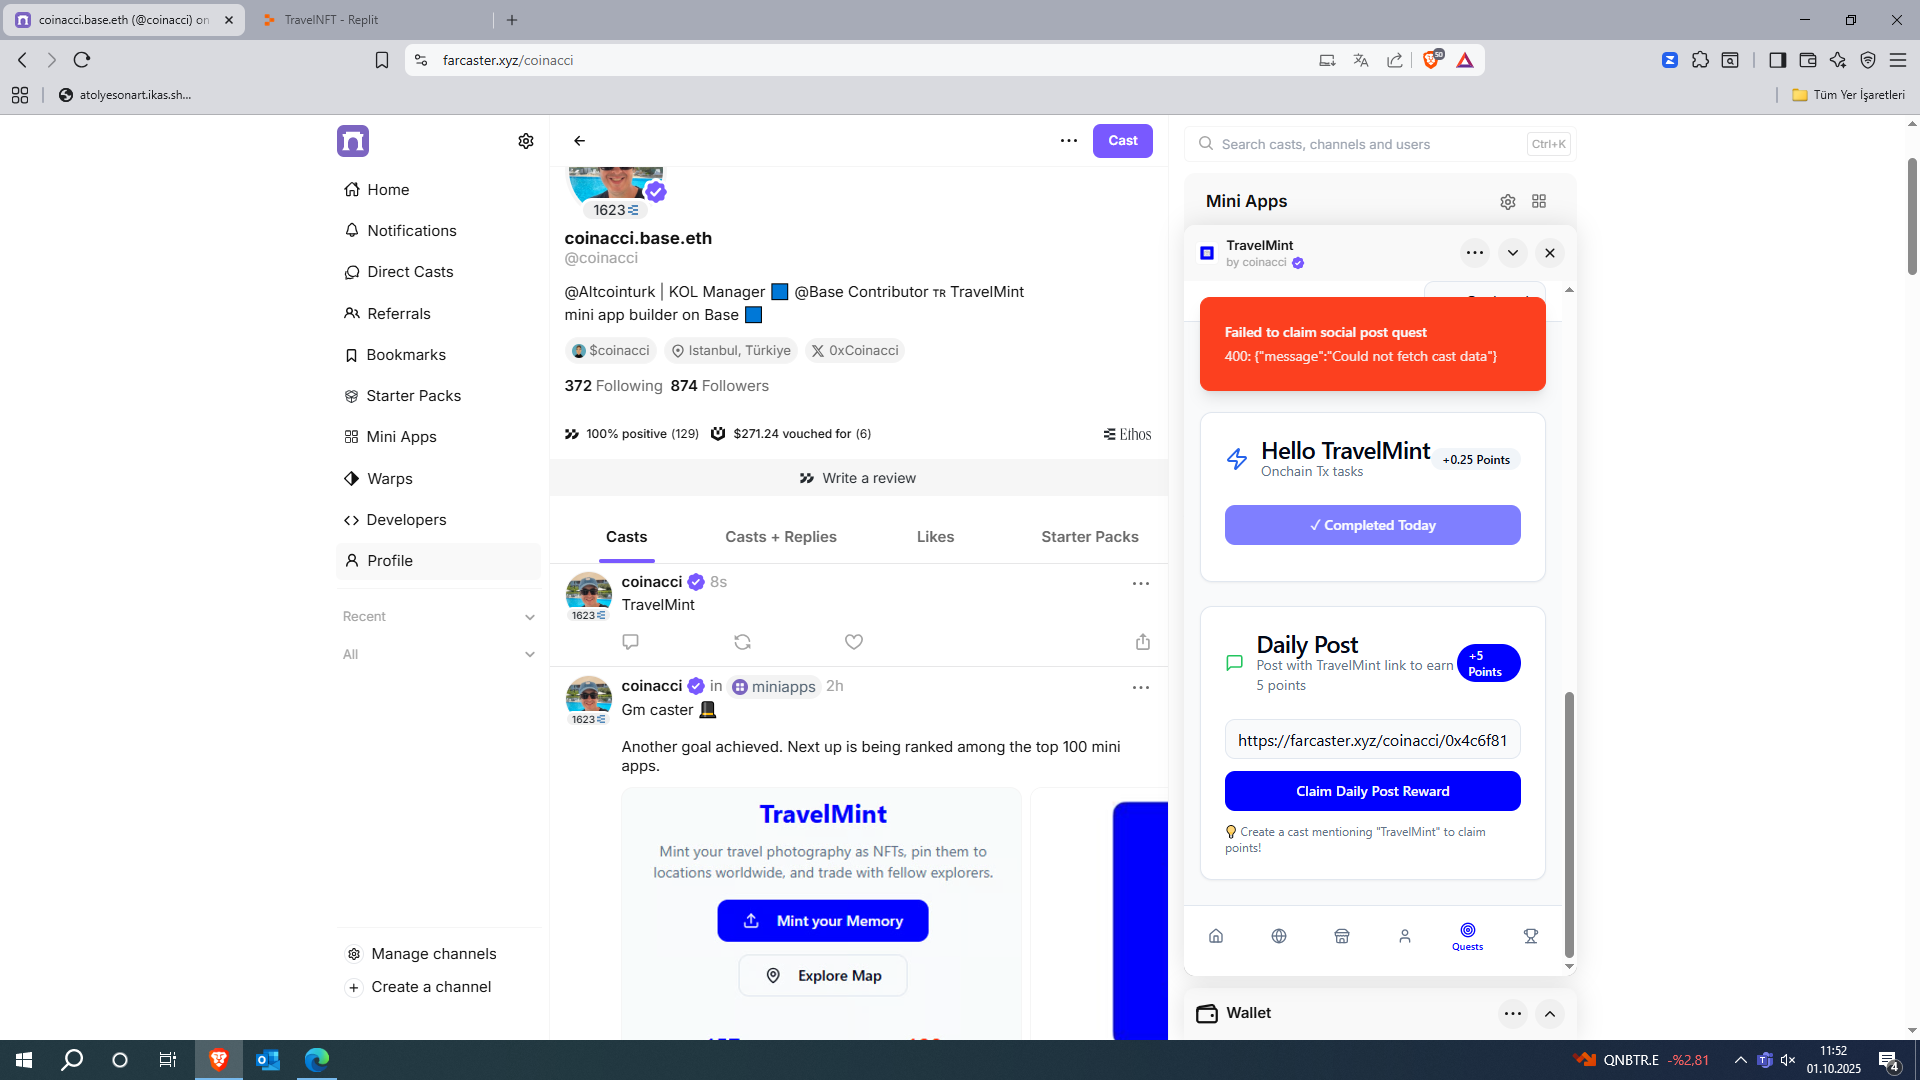 coinacci.base.eth (@coinacci) on
TravelNFT - Replit
farcaster.xyz/coinacci
50
atolyesonart.ikas.sh...
Tüm Yer İşaretleri
Home
Notifications
Direct Casts
Referrals
Bookmarks
Starter Packs
Mini Apps
Warps
Developers
Profile
Recent
All
Manage channels
Create a channel
Cast
1623
coinacci.base.eth
@coinacci
@Altcointurk | KOL Manager 🟦 @Base Contributor TR TravelMint
mini app builder on Base 🟦
$coinacci
Istanbul, Türkiye
0xCoinacci
372 Following 874 Followers
100% positive (129)
$271.24 vouched for (6)
Ethos
Write a review
Casts
Casts + Replies
Likes
Starter Packs
coinacci 8s
TravelMint
1623
coinacci in miniapps 2h
Gm caster 🎩
1623
Another goal achieved. Next up is being ranked among the top 100 mini
apps.
TravelMint
Mint your travel photography as NFTs, pin them to
locations worldwide, and trade with fellow explorers.
Mint your Memory
Explore Map
Search casts, channels and users
Ctrl+K
Mini Apps
TravelMint
by coinacci
Failed to claim social post quest
400: {"message":"Could not fetch cast data"}
Hello TravelMint
Onchain Tx tasks
+0.25 Points
✓ Completed Today
Daily Post
Post with TravelMint link to earn
5 points
+5
Points
https://farcaster.xyz/coinacci/0x4c6f81
Claim Daily Post Reward
💡 Create a cast mentioning "TravelMint" to claim
points!
Quests
Wallet
QNBTR.E -%2,81
11:52
01.10.2025
4